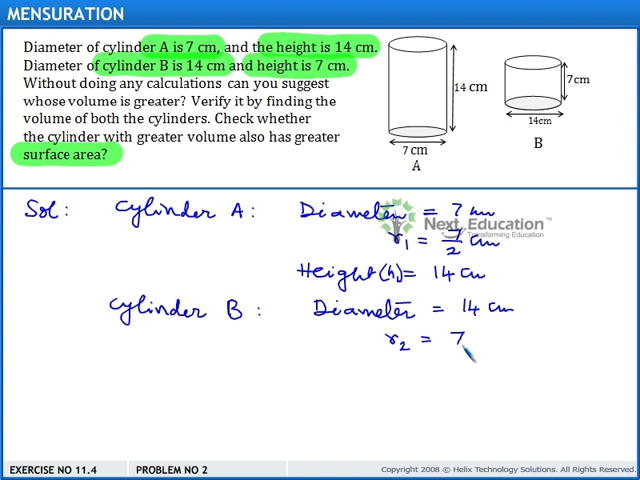 MENSURATION
Diameter of cylinder A is 7 cm, and the height is 14 cm.
Diameter of cylinder B is 14 cm and height is 7 cm.
Without doing any calculations can you suggest
whose volume is greater? Verify it by finding the
volume of both the cylinders. Check whether
the cylinder with greater volume also has greater
surface area?
14 cm
7 cm
A
7cm
14cm
B
Sol : Cylinder A : Diameter = 7 cm
Next Education™
Transforming Education
r₁ = 7/2 cm
Height(h) = 14 cm
Cylinder B : Diameter = 14 cm
r₂ = 7
EXERCISE NO 11.4 PROBLEM NO 2 Copyright 2008 © Helix Technology Solutions. All Rights Reserved.